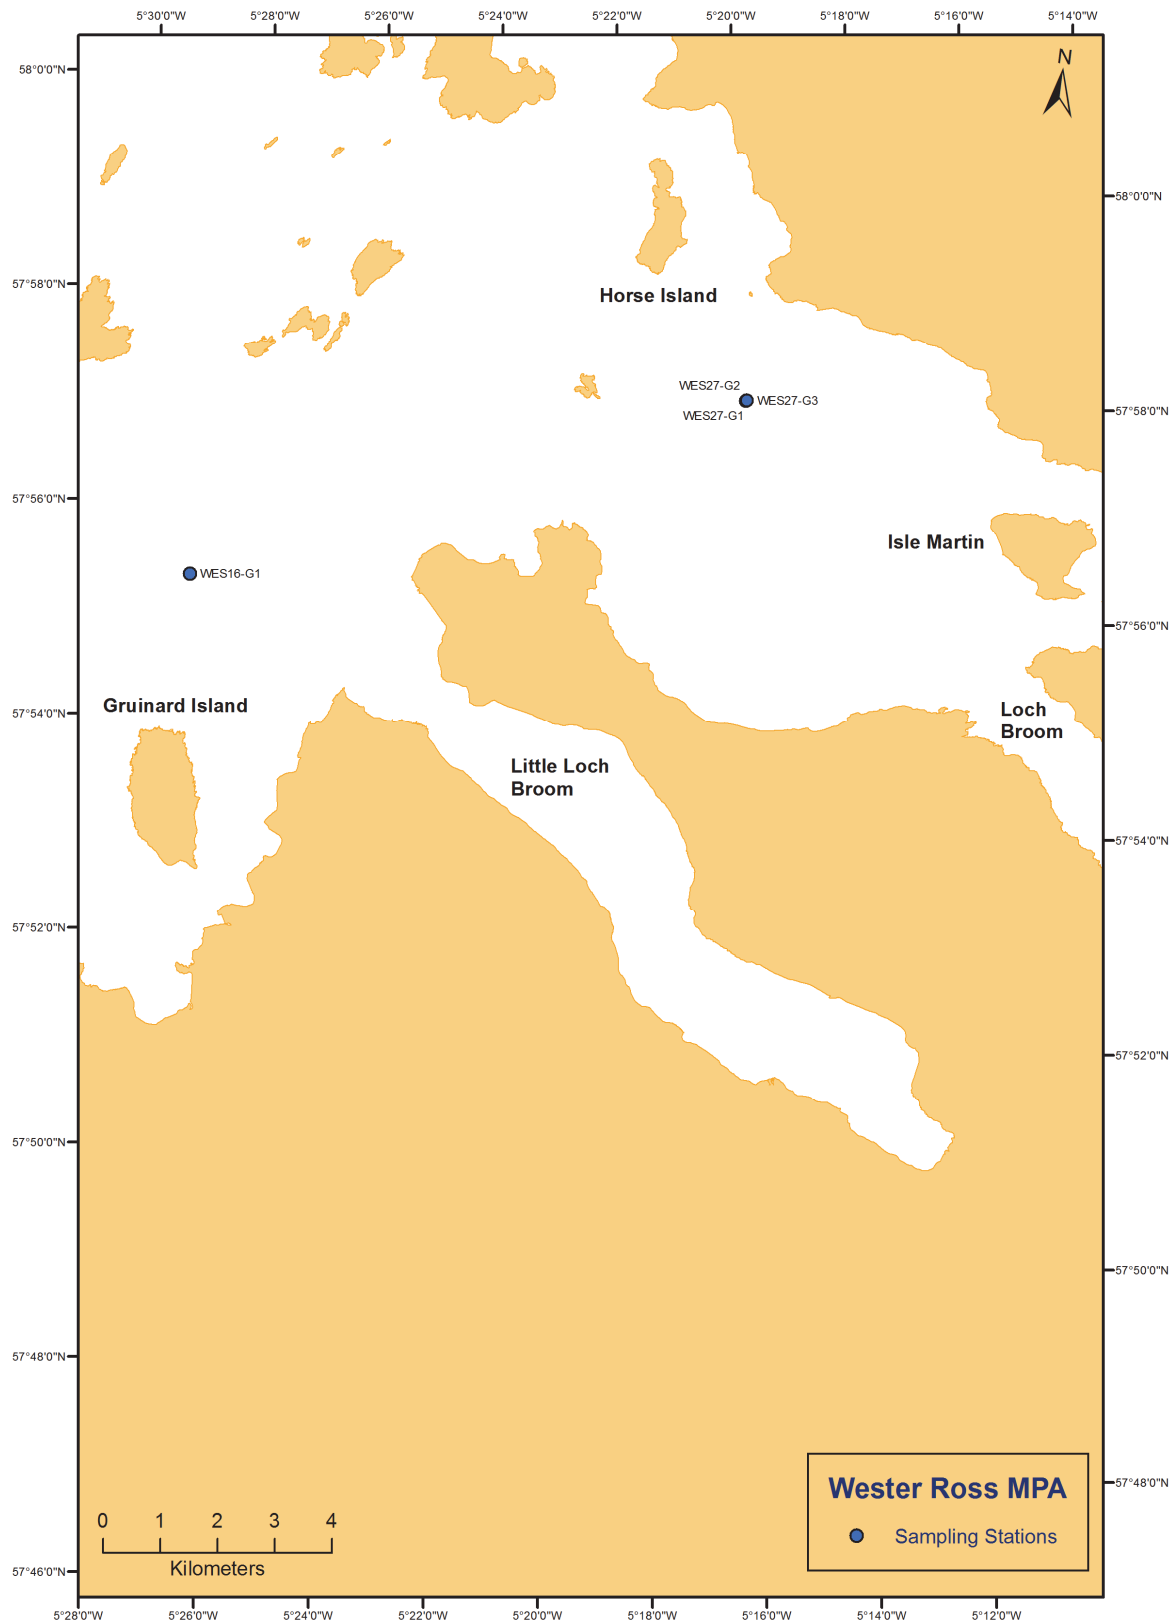 5°30'0"W 5°28'0"W 5°26'0"W 5°24'0"W 5°22'0"W 5°20'0"W 5°18'0"W 5°16'0"W 5°14'0"W
N
58°0'0"N
58°0'0"N
57°58'0"N
Horse Island
WES27-G2
WES27-G3
57°58'0"N
WES27-G1
57°56'0"N
Isle Martin
WES16-G1
57°56'0"N
Gruinard Island
57°54'0"N
Loch
Broom
Little Loch
Broom
57°54'0"N
57°52'0"N
57°52'0"N
57°50'0"N
57°50'0"N
57°48'0"N
57°48'0"N
Wester Ross MPA
Sampling Stations
0 1 2 3 4
Kilometers
57°46'0"N
5°28'0"W 5°26'0"W 5°24'0"W 5°22'0"W 5°20'0"W 5°18'0"W 5°16'0"W 5°14'0"W 5°12'0"W